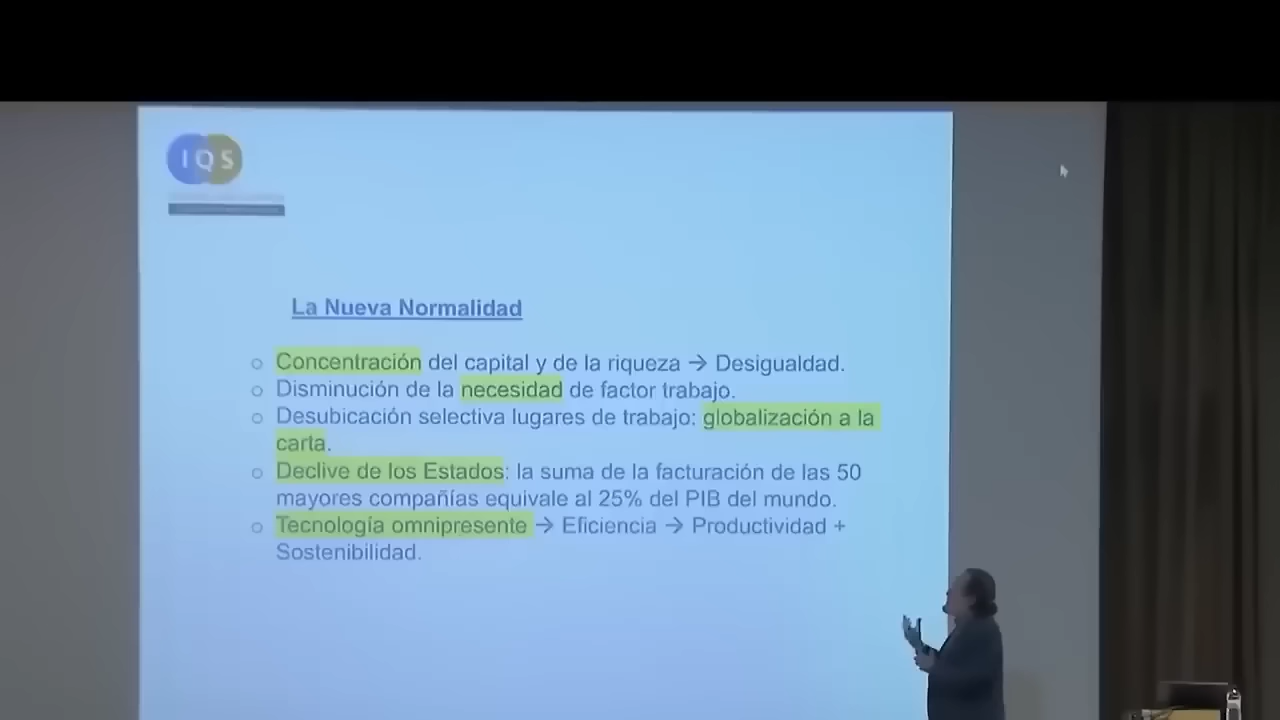 IQS
La Nueva Normalidad
Concentración del capital y de la riqueza → Desigualdad.
Disminución de la necesidad de factor trabajo.
Desubicación selectiva lugares de trabajo: globalización a la
carta.
Declive de los Estados: la suma de la facturación de las 50
mayores compañías equivale al 25% del PIB del mundo.
Tecnología omnipresente → Eficiencia → Productividad +
Sostenibilidad.